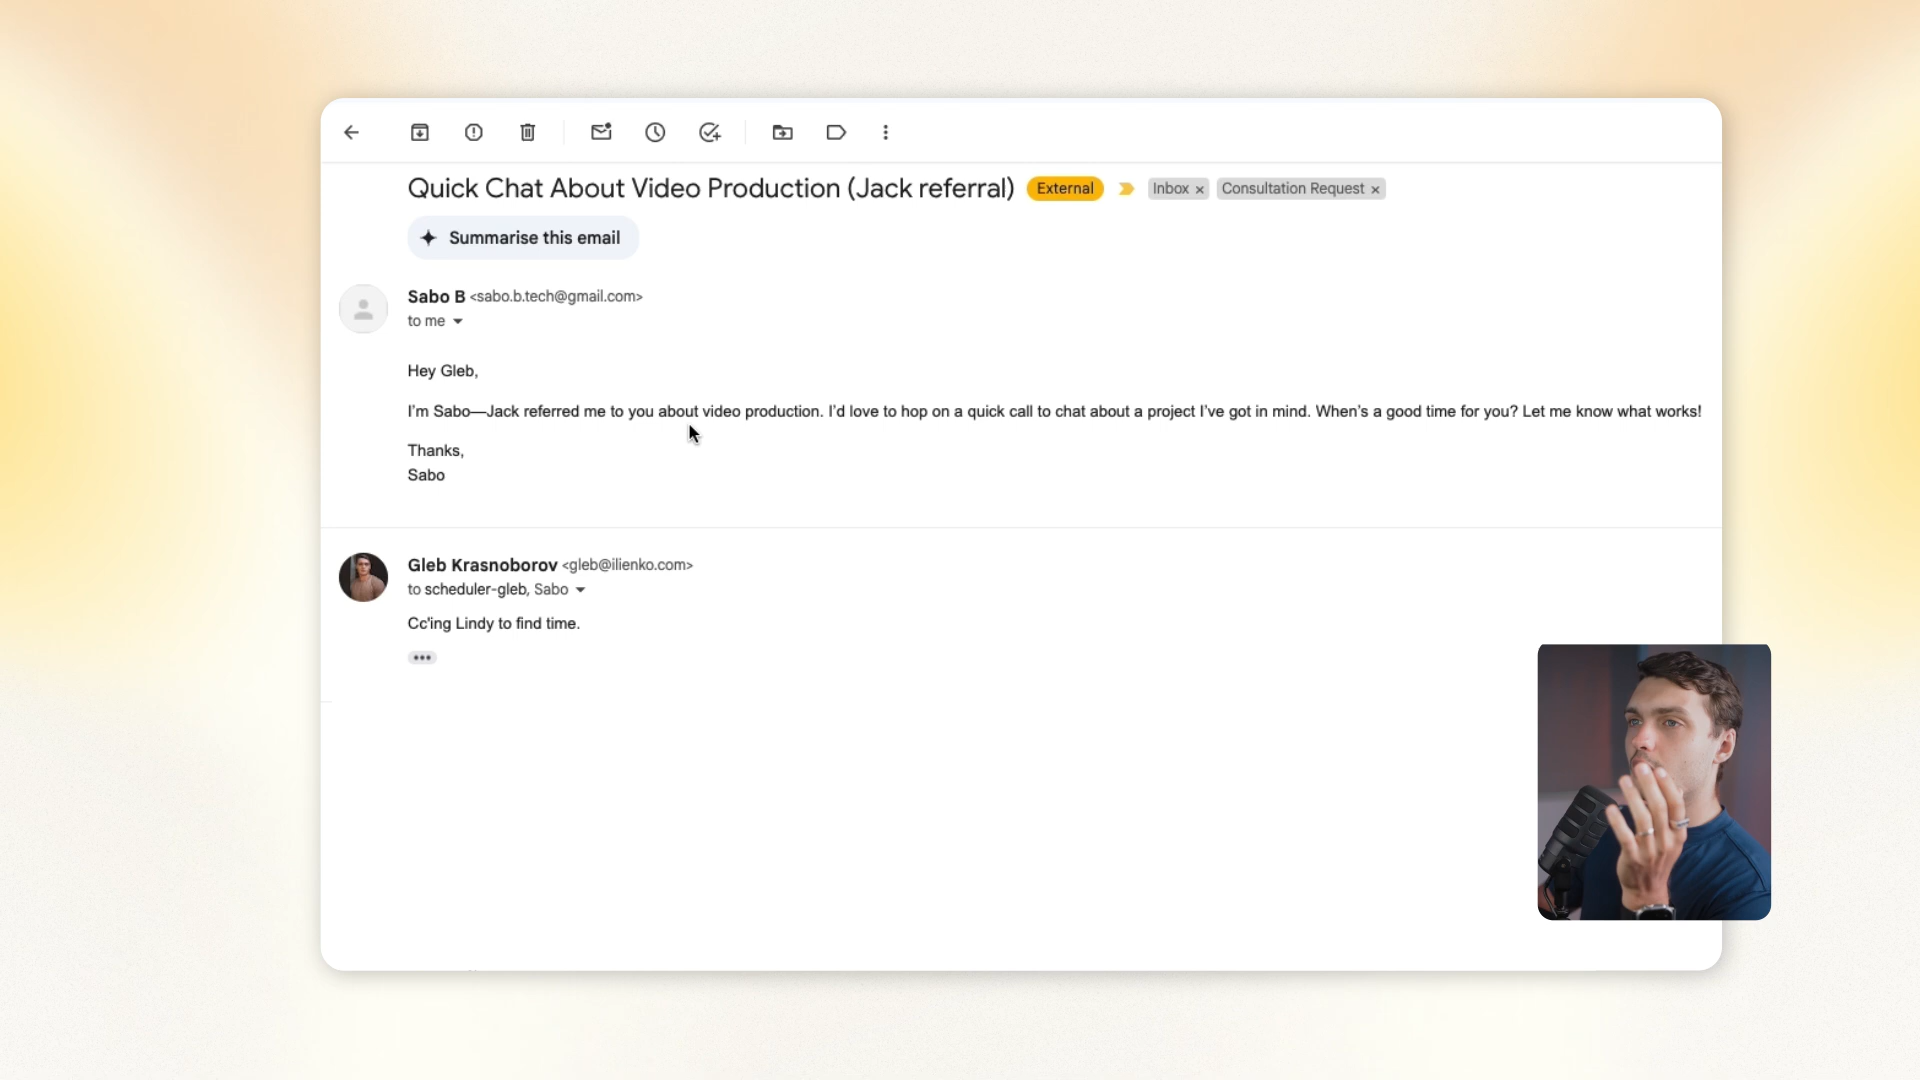 Quick Chat About Video Production (Jack referral) External Inbox × Consultation Request ×
Summarise this email
Sabo B <sabo.b.tech@gmail.com>
to me
Hey Gleb,
I'm Sabo—Jack referred me to you about video production. I'd love to hop on a quick call to chat about a project I've got in mind. When's a good time for you? Let me know what works!
Thanks,
Sabo
Gleb Krasnoborov <gleb@ilienko.com>
to scheduler-gleb, Sabo
Cc'ing Lindy to find time.